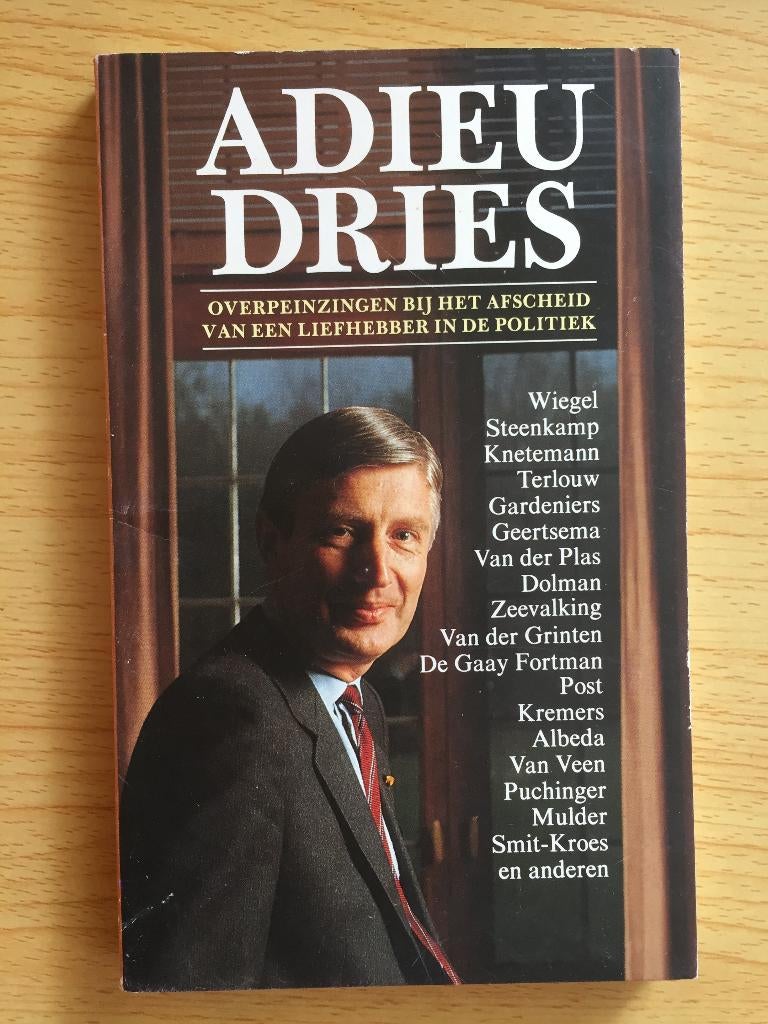 ADIEU
DRIES
OVERPEINZINGEN BIJ HET AFSCHEID
VAN EEN LIEFHEBBER IN DE POLITIEK
Wiegel
Steenkamp
Knetemann
Terlouw
Gardeniers
Geertsema
Van der Plas
Dolman
Zeevalking
Van der Grinten
De Gaay Fortman
Post
Kremers
Albeda
Van Veen
Puchinger
Mulder
Smit-Kroes
en anderen